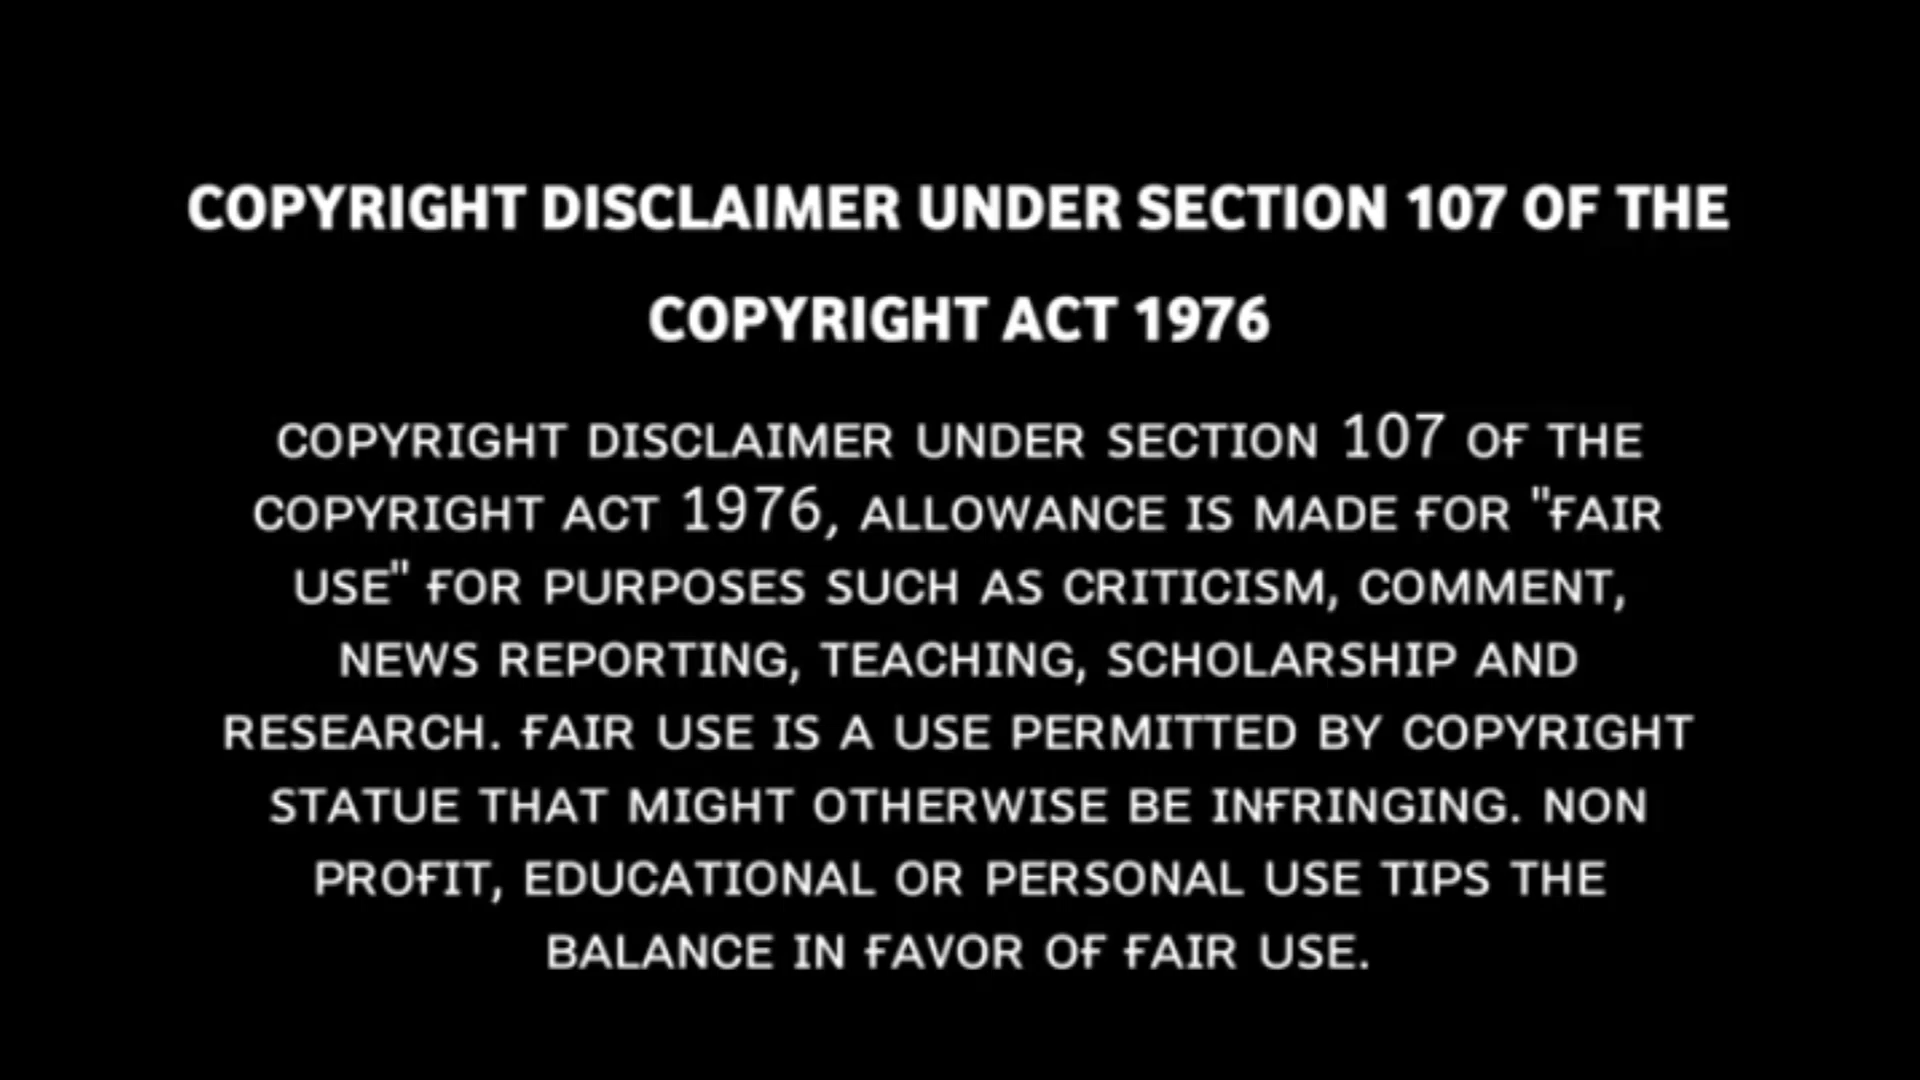 COPYRIGHT DISCLAIMER UNDER SECTION 107 OF THE
COPYRIGHT ACT 1976
COPYRIGHT DISCLAIMER UNDER SECTION 107 OF THE
COPYRIGHT ACT 1976, ALLOWANCE IS MADE FOR "FAIR
USE" FOR PURPOSES SUCH AS CRITICISM, COMMENT,
NEWS REPORTING, TEACHING, SCHOLARSHIP AND
RESEARCH. FAIR USE IS A USE PERMITTED BY COPYRIGHT
STATUE THAT MIGHT OTHERWISE BE INFRINGING. NON
PROFIT, EDUCATIONAL OR PERSONAL USE TIPS THE
BALANCE IN FAVOR OF FAIR USE.